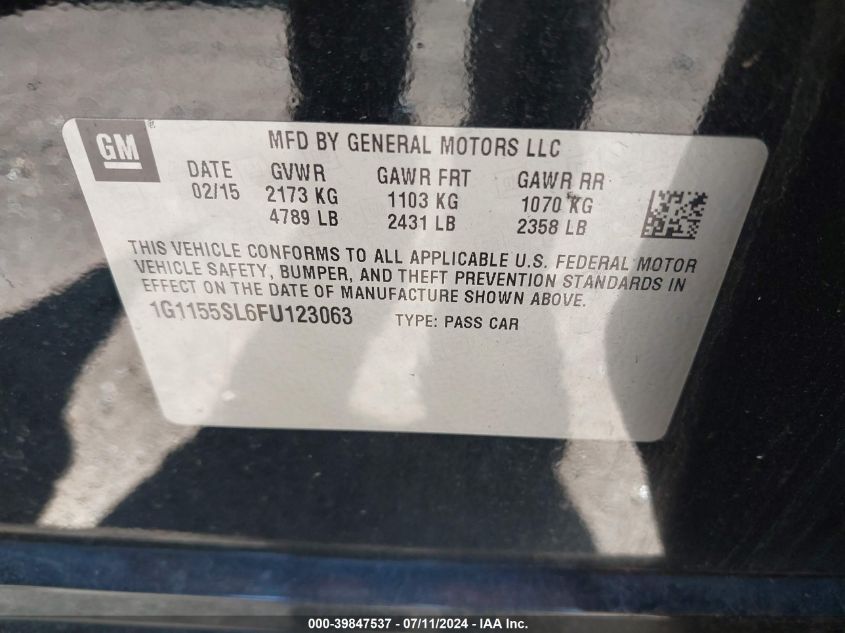 GM
MFD BY GENERAL MOTORS LLC
DATE GVWR GAWR FRT GAWR RR
02/15 2173 KG 1103 KG 1070 KG
4789 LB 2431 LB 2358 LB
THIS VEHICLE CONFORMS TO ALL APPLICABLE U.S. FEDERAL MOTOR
VEHICLE SAFETY, BUMPER, AND THEFT PREVENTION STANDARDS IN
EFFECT ON THE DATE OF MANUFACTURE SHOWN ABOVE.
1G1155SL6FU123063 TYPE: PASS CAR
000-39847537 - 07/11/2024 - IAA Inc.